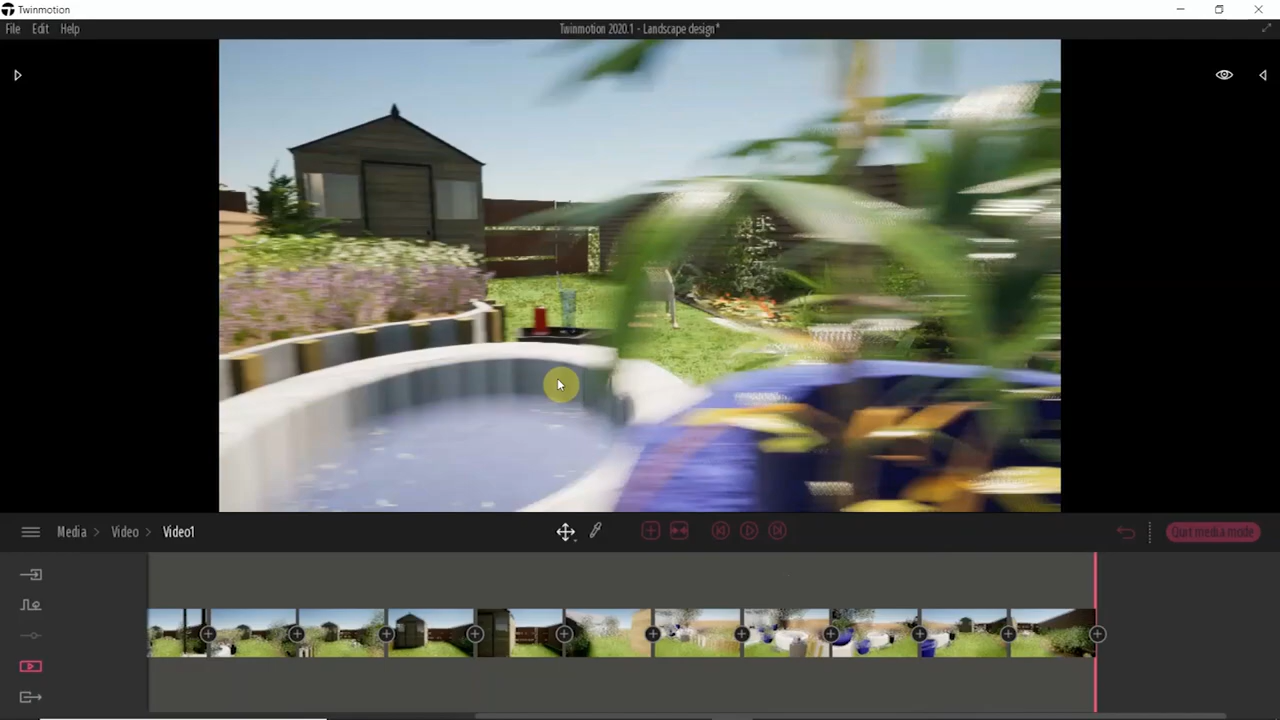 Twinmotion
File Edit Help
Twinmotion 2020.1 - Landscape design*
Media > Video > Video1
Quit media mode